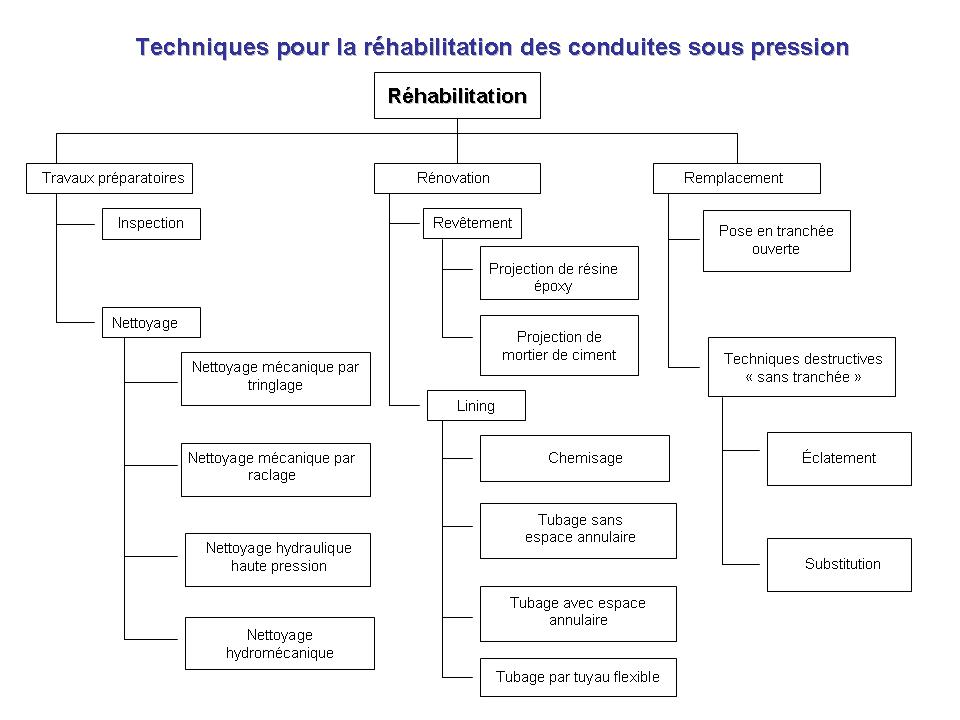 Techniques pour la réhabilitation des conduites sous pression
Réhabilitation
Travaux préparatoires
Inspection
Nettoyage
Nettoyage mécanique par
tringlage
Nettoyage mécanique par
raclage
Nettoyage hydraulique
haute pression
Nettoyage
hydromécanique
Rénovation
Revêtement
Projection de résine
époxy
Projection de
mortier de ciment
Lining
Chemisage
Tubage sans
espace annulaire
Tubage avec espace
annulaire
Tubage par tuyau flexible
Remplacement
Pose en tranchée
ouverte
Techniques destructives
« sans tranchée »
Éclatement
Substitution